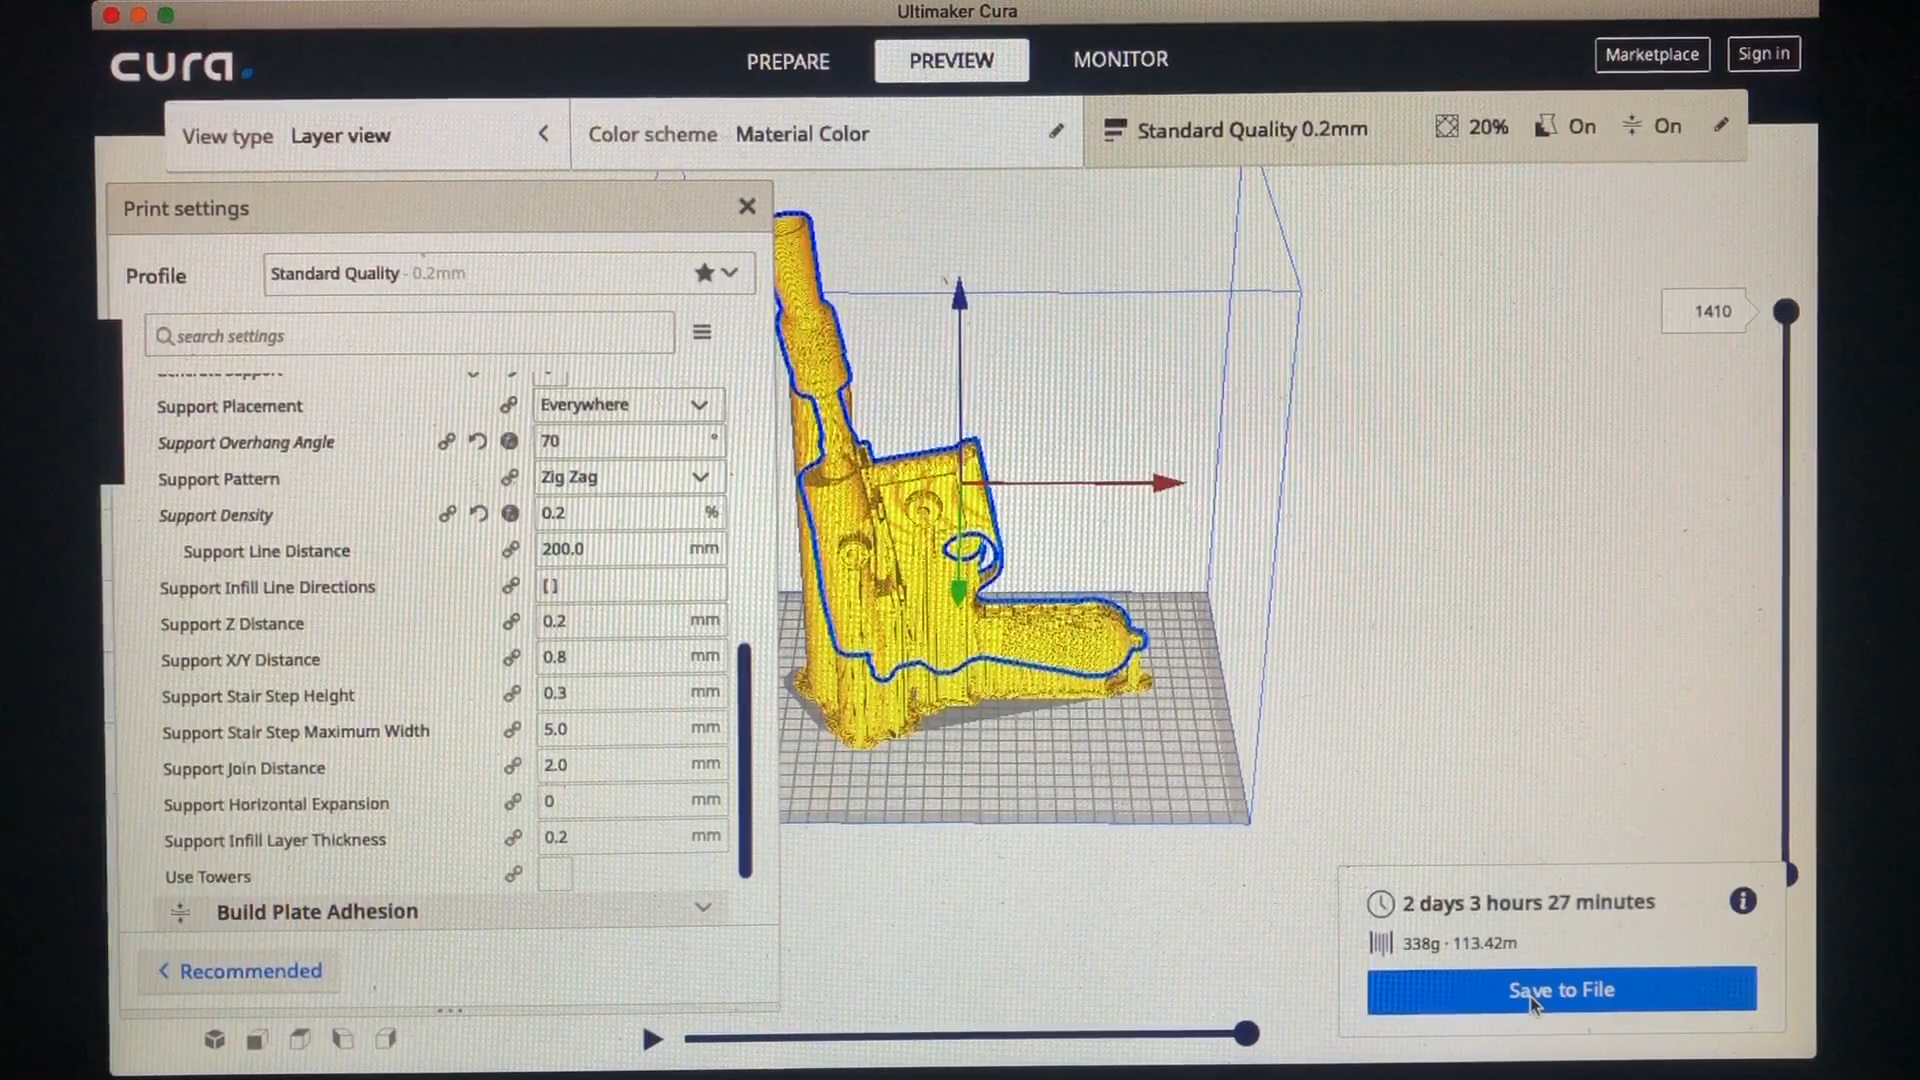 Ultimaker Cura
cura.
PREPARE
PREVIEW
MONITOR
Marketplace
Sign in
View type Layer view
Color scheme Material Color
Standard Quality 0.2mm
20%
On
On
Print settings
Profile
Standard Quality - 0.2mm
search settings
1410
Support Placement
Everywhere
Support Overhang Angle
70 °
Support Pattern
Zig Zag
Support Density
0.2 %
Support Line Distance
200.0 mm
Support Infill Line Directions
[ ]
Support Z Distance
0.2 mm
Support X/Y Distance
0.8 mm
Support Stair Step Height
0.3 mm
Support Stair Step Maximum Width
5.0 mm
Support Join Distance
2.0 mm
Support Horizontal Expansion
0 mm
Support Infill Layer Thickness
0.2 mm
Use Towers
Build Plate Adhesion
Recommended
2 days 3 hours 27 minutes
338g · 113.42m
Save to File